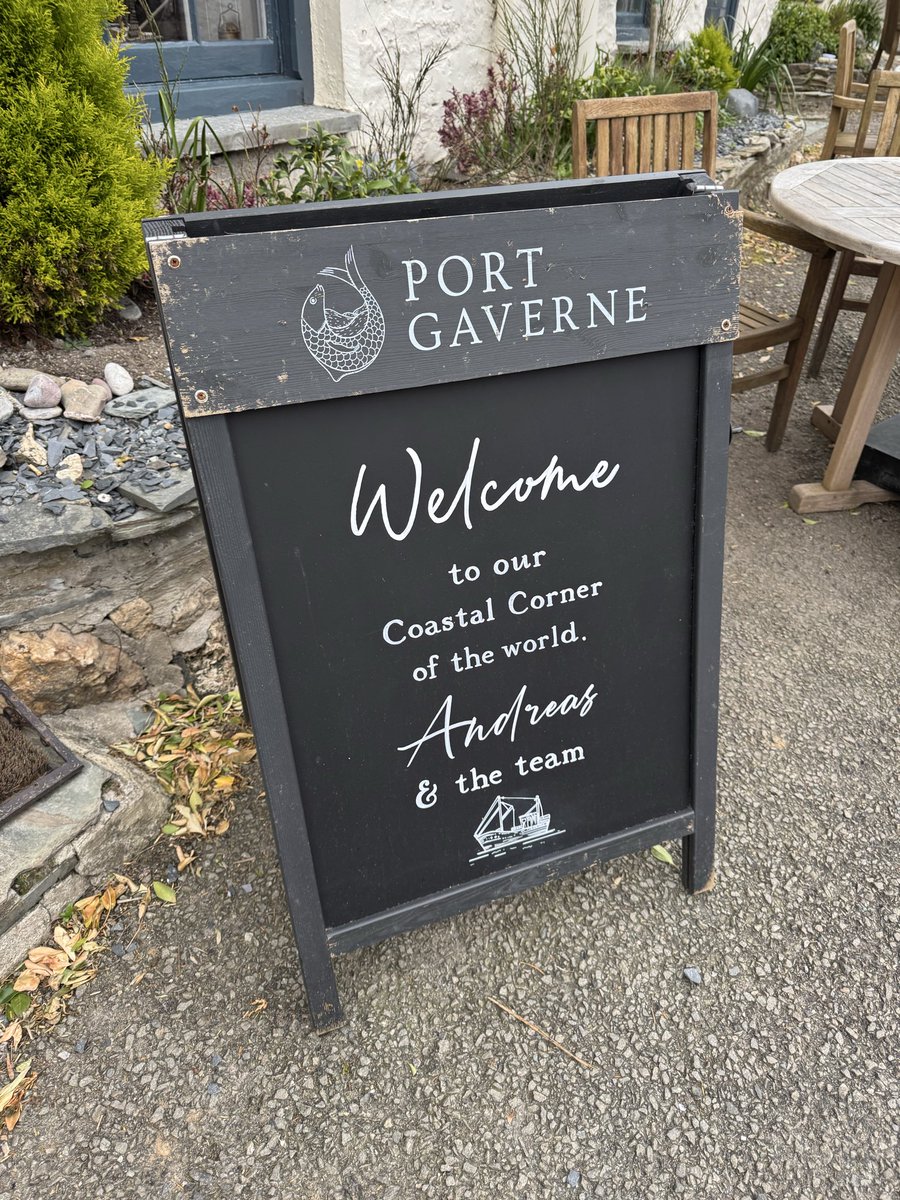 PORT
GAVERNE
Welcome
to our
Coastal Corner
of the world.
Andreas
& the team